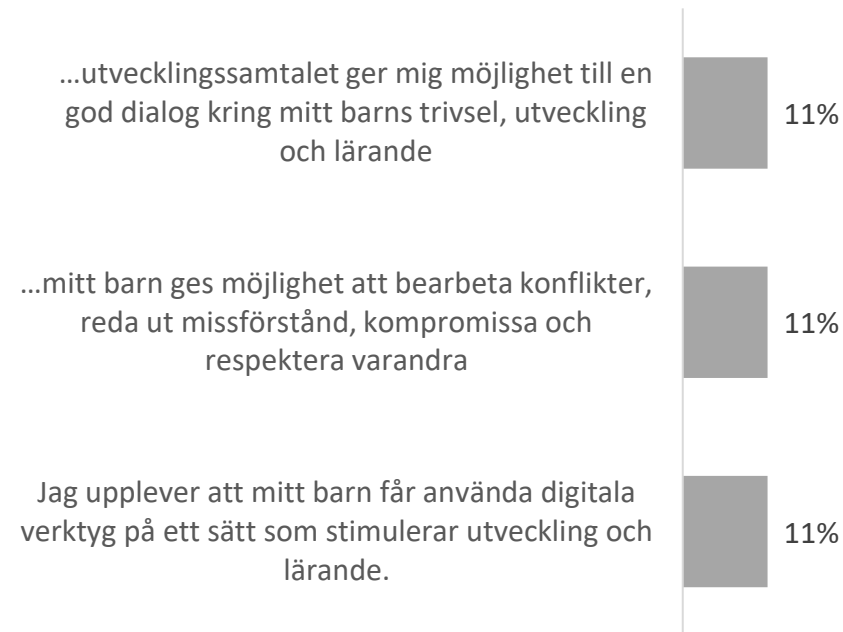 …utvecklingssamtalet ger mig möjlighet till en
god dialog kring mitt barns trivsel, utveckling
och lärande
11%
…mitt barn ges möjlighet att bearbeta konflikter,
reda ut missförstånd, kompromissa och
respektera varandra
11%
Jag upplever att mitt barn får använda digitala
verktyg på ett sätt som stimulerar utveckling och
lärande.
11%